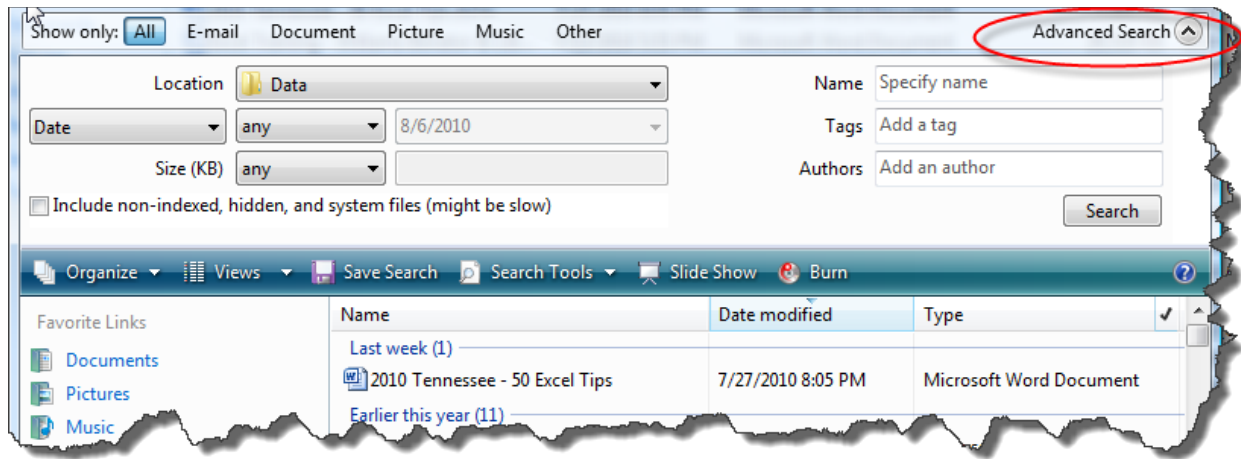 Show only: All E-mail Document Picture Music Other Advanced Search
Location Data Name Specify name
Date any 8/6/2010 Tags Add a tag
Size (KB) any Authors Add an author
Include non-indexed, hidden, and system files (might be slow) Search
Organize Views Save Search Search Tools Slide Show Burn
Favorite Links Name Date modified Type
Last week (1)
Documents
2010 Tennessee - 50 Excel Tips 7/27/2010 8:05 PM Microsoft Word Document
Pictures
Earlier this year (11)
Music